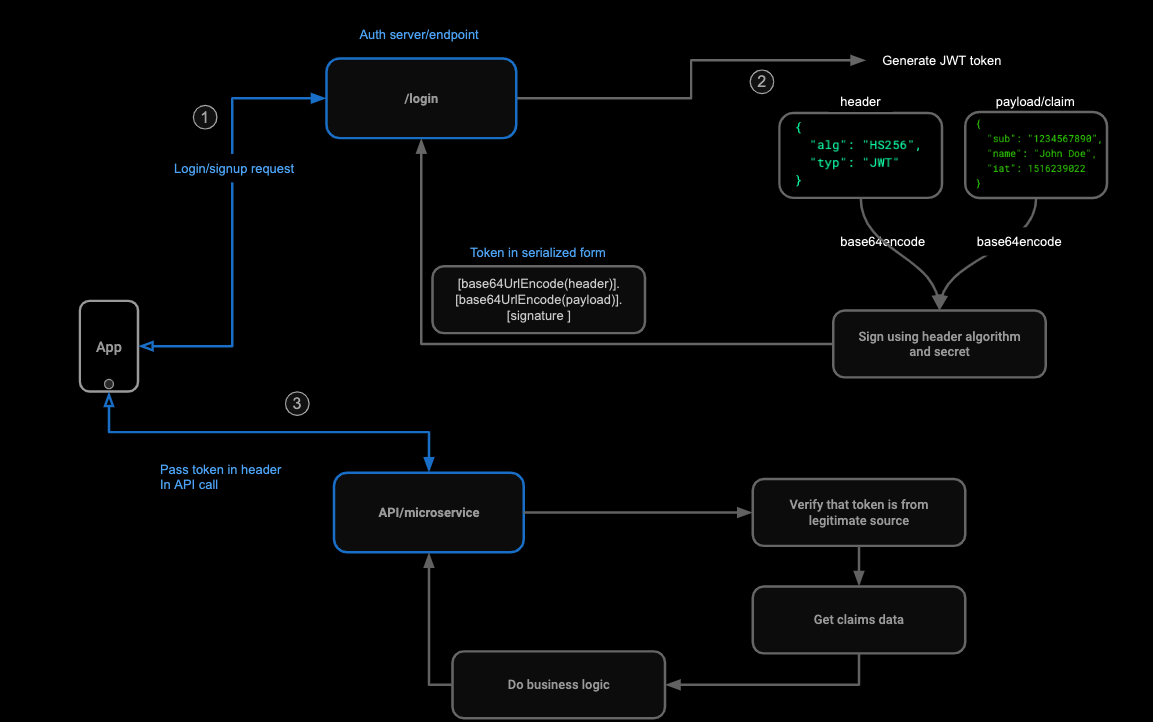 Auth server/endpoint
/login
1
Login/signup request
2
Generate JWT token
header
{
"alg": "HS256",
"typ": "JWT"
}
payload/claim
{
"sub": "1234567890",
"name": "John Doe",
"iat": 1516239022
}
base64encode
base64encode
Token in serialized form
[base64UrlEncode(header)].
[base64UrlEncode(payload)].
[signature ]
Sign using header algorithm
and secret
App
3
Pass token in header
In API call
API/microservice
Verify that token is from
legitimate source
Get claims data
Do business logic